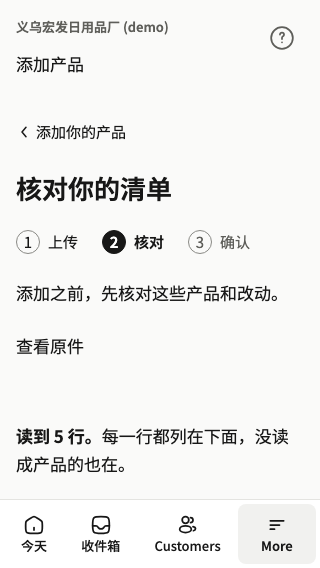 义乌宏发日用品厂 (demo)
添加产品
添加你的产品
核对你的清单
1 上传 2 核对 3 确认
添加之前，先核对这些产品和改动。
查看原件
读到 5 行。每一行都列在下面，没读
成产品的也在。
今天 收件箱 Customers More